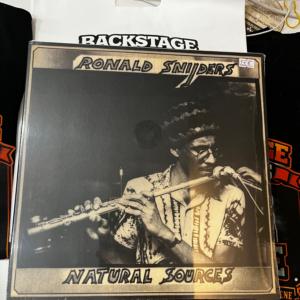 BACKSTAGE
RONALD SNIJDERS
NATURAL SOURCES